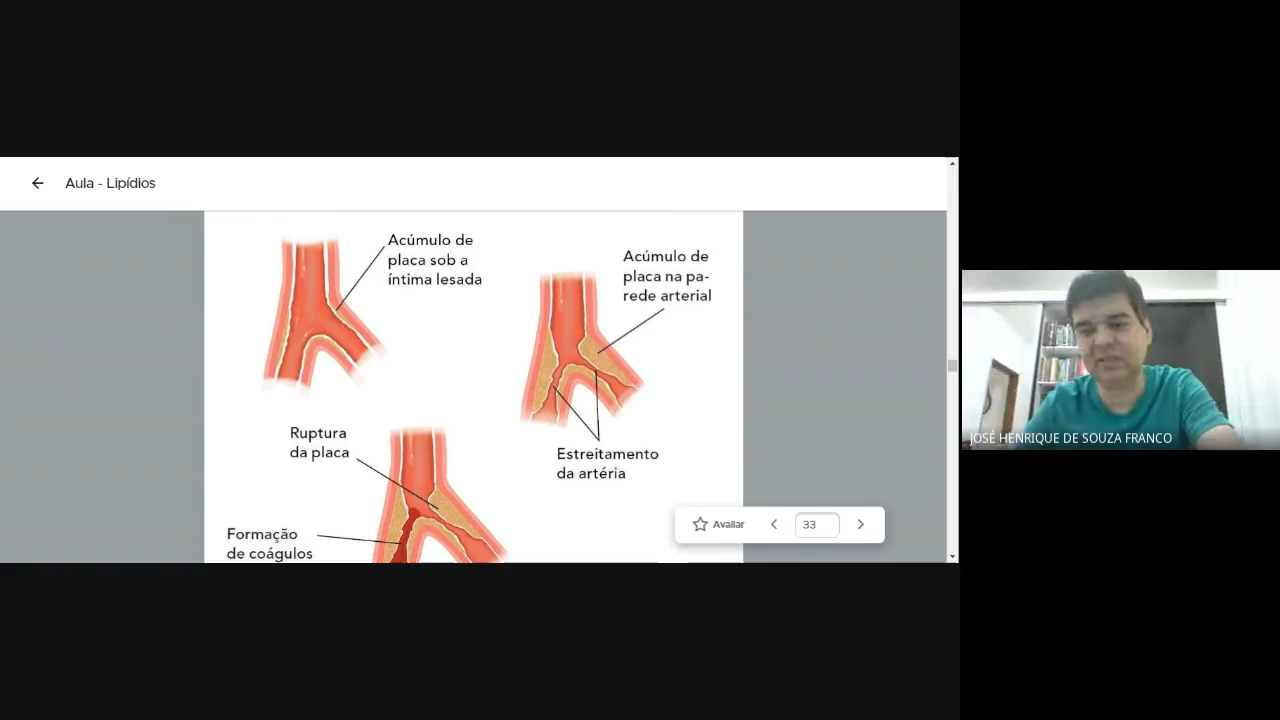 Aula - Lipídios
Acúmulo de
placa sob a
íntima lesada
Acúmulo de
placa na pa-
rede arterial
Ruptura
da placa
Estreitamento
da artéria
Formação
de coágulos
Avaliar
33
JOSÉ HENRIQUE DE SOUZA FRANCO